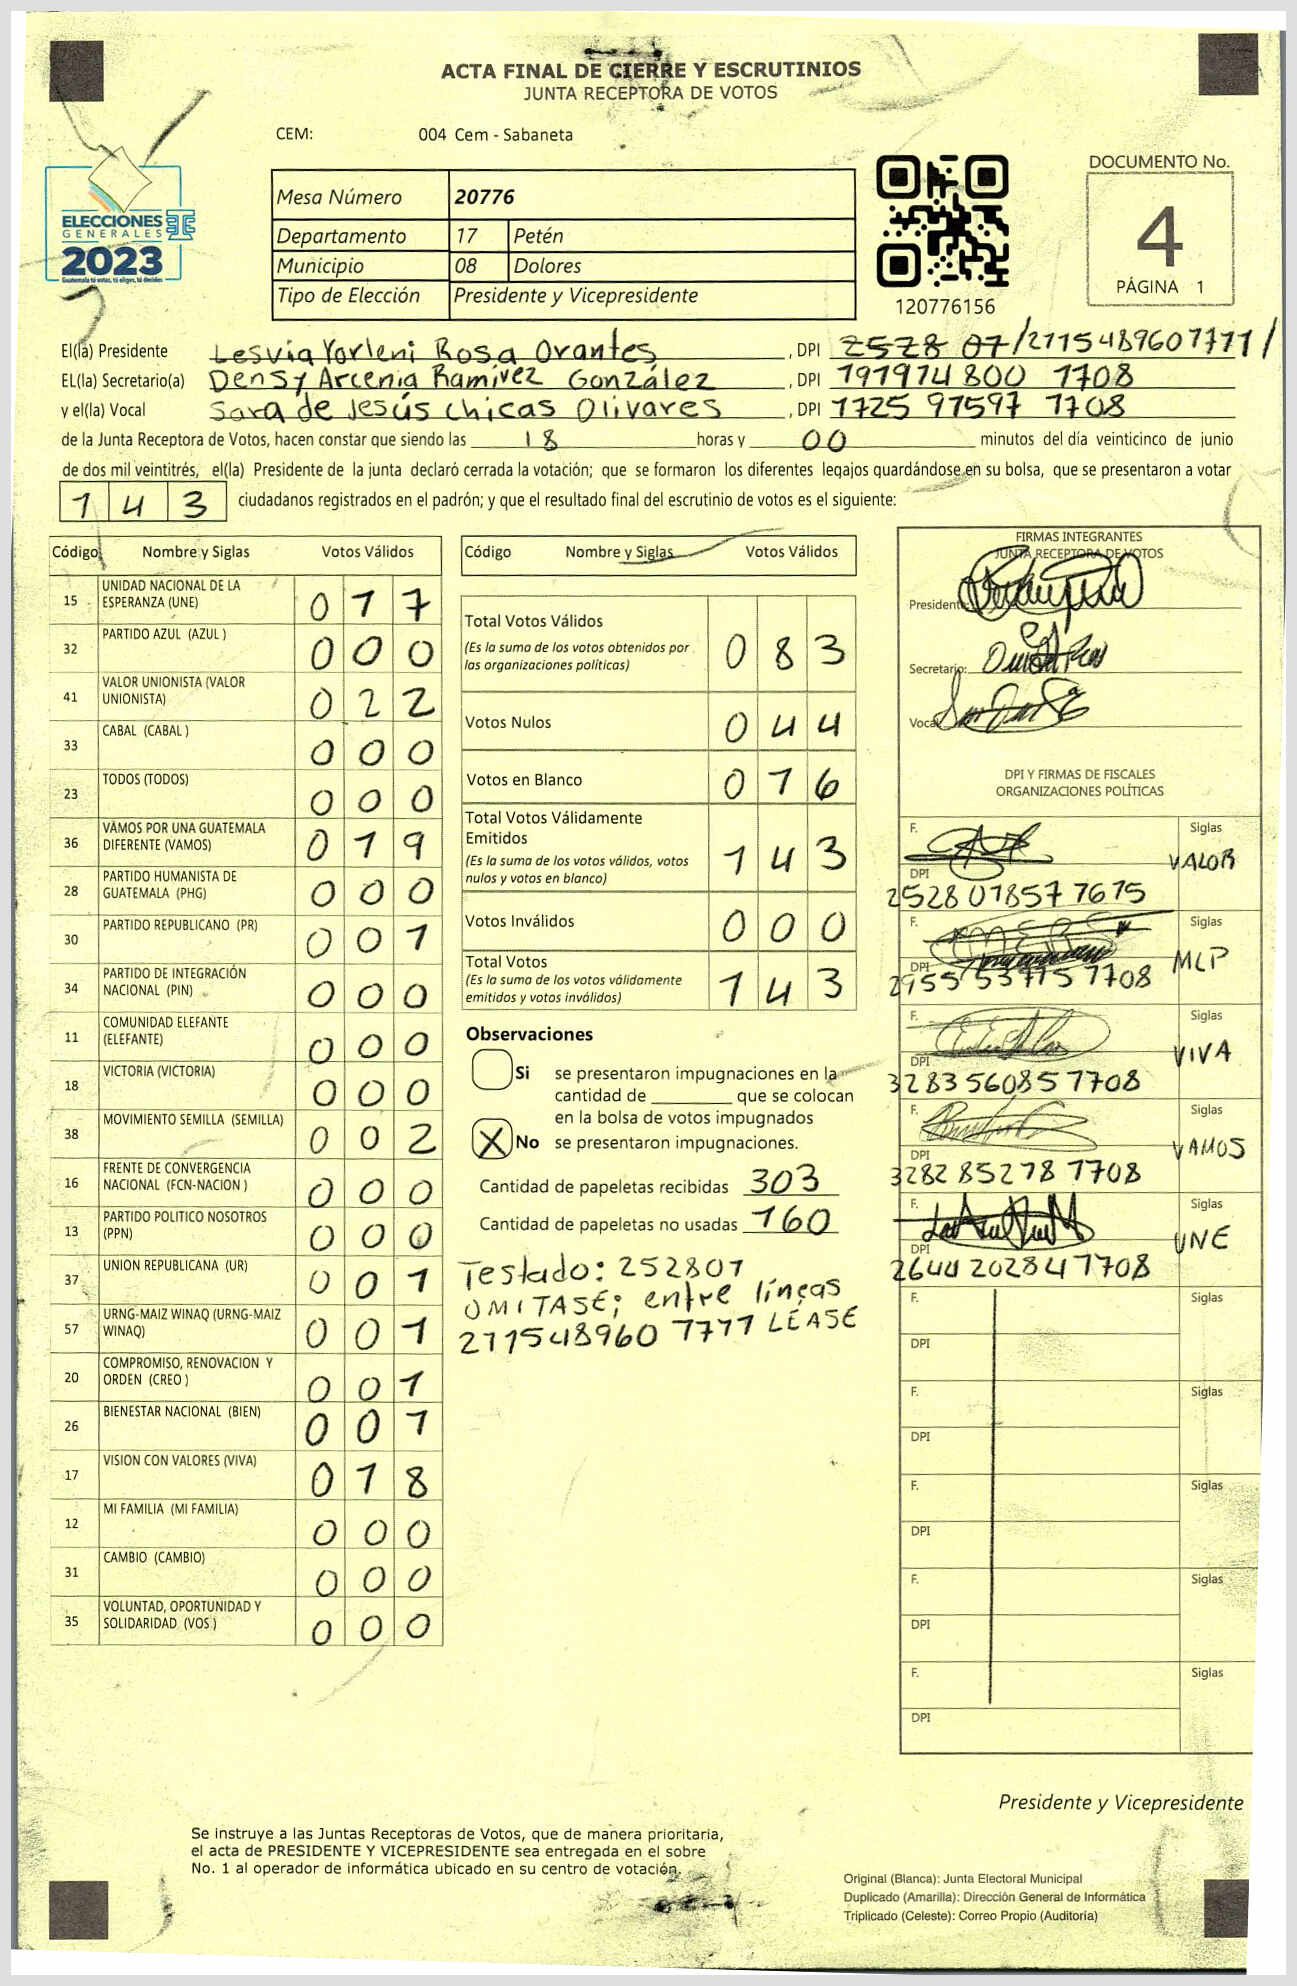 ACTA FINAL DE CIERRE Y ESCRUTINIOS
JUNTA RECEPTORA DE VOTOS
CEM: 004 Cem - Sabaneta
ELECCIONES
GENERALES
2023
Guatemala tú votas, tú eliges, tú decides
Mesa Número 20776
Departamento 17 Petén
Municipio 08 Dolores
Tipo de Elección Presidente y Vicepresidente
120776156
DOCUMENTO No.
4
PÁGINA 1
El(la) Presidente Lesvia Yorleni Rosa Orantes, DPI 2578 07/2115489607771/
EL(la) Secretario(a) Densy Arcenia Ramírez González, DPI 191914800 1708
y el(la) Vocal Sara de Jesús Chicas Olivares, DPI 1725 97597 1708
de la Junta Receptora de Votos, hacen constar que siendo las 18 horas y 00 minutos del día veinticinco de junio
de dos mil veintitrés, el(la) Presidente de la junta declaró cerrada la votación; que se formaron los diferentes legajos guardándose en su bolsa, que se presentaron a votar
1 4 3 ciudadanos registrados en el padrón; y que el resultado final del escrutinio de votos es el siguiente:
Código Nombre y Siglas Votos Válidos
15 UNIDAD NACIONAL DE LA ESPERANZA (UNE) 0 1 7
32 PARTIDO AZUL (AZUL ) 0 0 0
41 VALOR UNIONISTA (VALOR UNIONISTA) 0 2 2
33 CABAL (CABAL ) 0 0 0
23 TODOS (TODOS) 0 0 0
36 VAMOS POR UNA GUATEMALA DIFERENTE (VAMOS) 0 1 9
28 PARTIDO HUMANISTA DE GUATEMALA (PHG) 0 0 0
30 PARTIDO REPUBLICANO (PR) 0 0 1
34 PARTIDO DE INTEGRACIÓN NACIONAL (PIN) 0 0 0
11 COMUNIDAD ELEFANTE (ELEFANTE) 0 0 0
18 VICTORIA (VICTORIA) 0 0 0
38 MOVIMIENTO SEMILLA (SEMILLA) 0 0 2
16 FRENTE DE CONVERGENCIA NACIONAL (FCN-NACION ) 0 0 0
13 PARTIDO POLITICO NOSOTROS (PPN) 0 0 0
37 UNION REPUBLICANA (UR) 0 0 1
57 URNG-MAIZ WINAQ (URNG-MAIZ WINAQ) 0 0 1
20 COMPROMISO, RENOVACION Y ORDEN (CREO ) 0 0 1
26 BIENESTAR NACIONAL (BIEN) 0 0 1
17 VISION CON VALORES (VIVA) 0 1 8
12 MI FAMILIA (MI FAMILIA) 0 0 0
31 CAMBIO (CAMBIO) 0 0 0
35 VOLUNTAD, OPORTUNIDAD Y SOLIDARIDAD (VOS ) 0 0 0
Código Nombre y Siglas Votos Válidos
Total Votos Válidos 0 8 3
(Es la suma de los votos obtenidos por
las organizaciones políticas)
Votos Nulos 0 4 4
Votos en Blanco 0 1 6
Total Votos Válidamente
Emitidos 1 4 3
(Es la suma de los votos válidos, votos
nulos y votos en blanco)
Votos Inválidos 0 0 0
Total Votos 1 4 3
(Es la suma de los votos válidamente
emitidos y votos inválidos)
Observaciones
Si se presentaron impugnaciones en la
cantidad de ________ que se colocan
en la bolsa de votos impugnados
X No se presentaron impugnaciones.
Cantidad de papeletas recibidas 303
Cantidad de papeletas no usadas 160
Testado: 252807
OMITASE; entre líneas
271548960 7777 LÉASE
FIRMAS INTEGRANTES
JUNTA RECEPTORA DE VOTOS
Presidente:
Secretario:
Vocal
DPI Y FIRMAS DE FISCALES
ORGANIZACIONES POLÍTICAS
F. Siglas
VALOR
DPI
2528 07857 7675
F. Siglas
MLP
DPI
2955 53715 1708
F. Siglas
VIVA
DPI
3283 56085 7708
F. Siglas
VAMOS
DPI
3282 85278 1708
F. Siglas
UNE
DPI
2644 20284 7708
F. Siglas
DPI
F. Siglas
DPI
F. Siglas
DPI
F. Siglas
DPI
F. Siglas
DPI
Presidente y Vicepresidente
Se instruye a las Juntas Receptoras de Votos, que de manera prioritaria,
el acta de PRESIDENTE Y VICEPRESIDENTE sea entregada en el sobre
No. 1 al operador de informática ubicado en su centro de votación.
Original (Blanca): Junta Electoral Municipal
Duplicado (Amarilla): Dirección General de Informática
Triplicado (Celeste): Correo Propio (Auditoría)